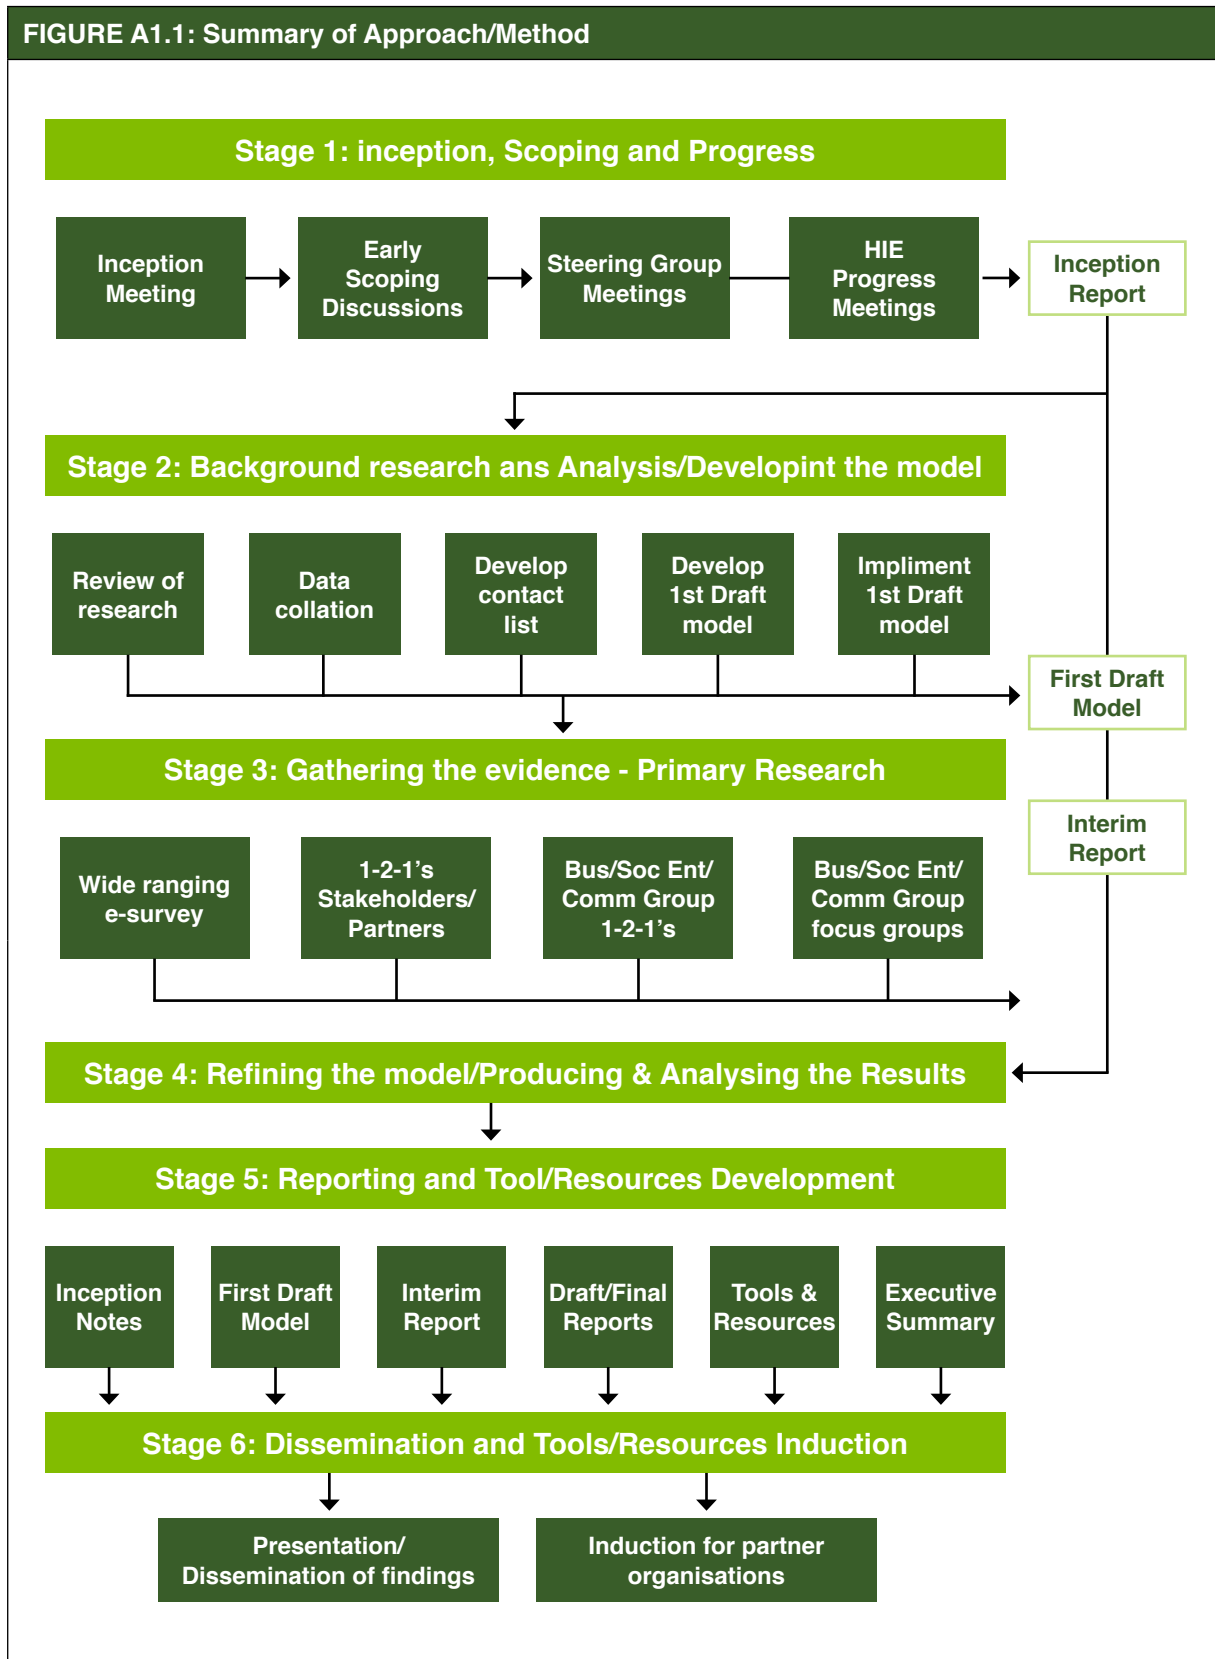 FIGURE A1.1: Summary of Approach/Method
Stage 1: inception, Scoping and Progress
Inception
Meeting
Early
Scoping
Discussions
Steering Group
Meetings
HIE
Progress
Meetings
Inception
Report
Stage 2: Background research ans Analysis/Developint the model
Review of
research
Data
collation
Develop
contact
list
Develop
1st Draft
model
Impliment
1st Draft
model
First Draft
Model
Stage 3: Gathering the evidence - Primary Research
Interim
Report
Wide ranging
e-survey
1-2-1's
Stakeholders/
Partners
Bus/Soc Ent/
Comm Group
1-2-1's
Bus/Soc Ent/
Comm Group
focus groups
Stage 4: Refining the model/Producing & Analysing the Results
Stage 5: Reporting and Tool/Resources Development
Inception
Notes
First Draft
Model
Interim
Report
Draft/Final
Reports
Tools &
Resources
Executive
Summary
Stage 6: Dissemination and Tools/Resources Induction
Presentation/
Dissemination of findings
Induction for partner
organisations